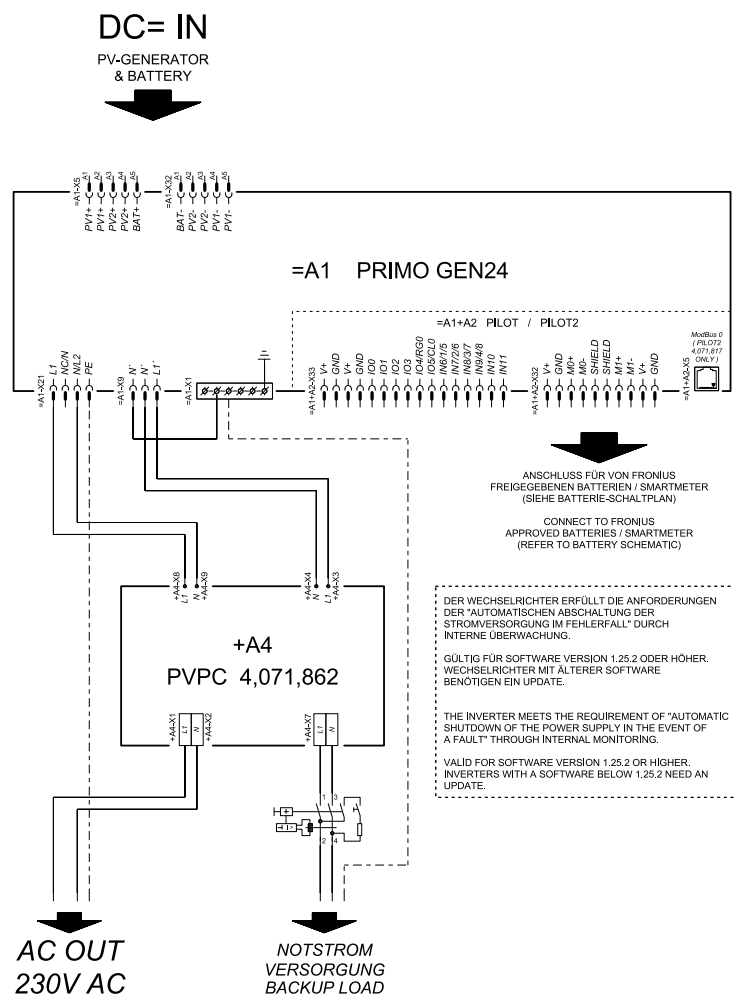 DC= IN
PV-GENERATOR
& BATTERY
=A1-X5
A1
A2
A3
A4
A5
PV1+
PV1+
PV2+
PV2+
BAT+
=A1-X32
A1
A2
A3
A4
A5
BAT-
PV2-
PV2-
PV1-
PV1-
=A1 PRIMO GEN24
=A1+A2 PILOT / PILOT2
ModBus 0
( PILOT2
4,071,817
ONLY )
=A1-X21
L1
NC/N
N/L2
PE
=A1-X9
N´
N´
L1´
=A1-X1
=A1+A2-X33
V+
GND
V+
GND
IO0
IO1
IO2
IO3
IO4/RG0
IO5/CL0
IN6/1/5
IN7/2/6
IN8/3/7
IN9/4/8
IN10
IN11
=A1+A2-X32
V+
GND
M0+
M0-
SHIELD
SHIELD
M1+
M1-
V+
GND
=A1+A2-X5
ANSCHLUSS FÜR VON FRONIUS
FREIGEGEBENEN BATTERIEN / SMARTMETER
(SIEHE BATTERIE-SCHALTPLAN)
CONNECT TO FRONIUS
APPROVED BATTERIES / SMARTMETER
(REFER TO BATTERY SCHEMATIC)
+A4-X8
L1
N
+A4-X9
+A4-X4
N
L1
+A4-X3
+A4
PVPC 4,071,862
+A4-X1
L1
N
+A4-X2
+A4-X7
L1
N
DER WECHSELRICHTER ERFÜLLT DIE ANFORDERUNGEN
DER "AUTOMATISCHEN ABSCHALTUNG DER
STROMVERSORGUNG IM FEHLERFALL" DURCH
INTERNE ÜBERWACHUNG.
GÜLTIG FÜR SOFTWARE VERSION 1.25.2 ODER HÖHER.
WECHSELRICHTER MIT ÄLTERER SOFTWARE
BENÖTIGEN EIN UPDATE.
THE INVERTER MEETS THE REQUIREMENT OF "AUTOMATIC
SHUTDOWN OF THE POWER SUPPLY IN THE EVENT OF
A FAULT" THROUGH INTERNAL MONITORING.
VALID FOR SOFTWARE VERSION 1.25.2 OR HIGHER.
INVERTERS WITH A SOFTWARE BELOW 1.25.2 NEED AN
UPDATE.
1 3
I >
2 4
AC OUT
230V AC
NOTSTROM
VERSORGUNG
BACKUP LOAD